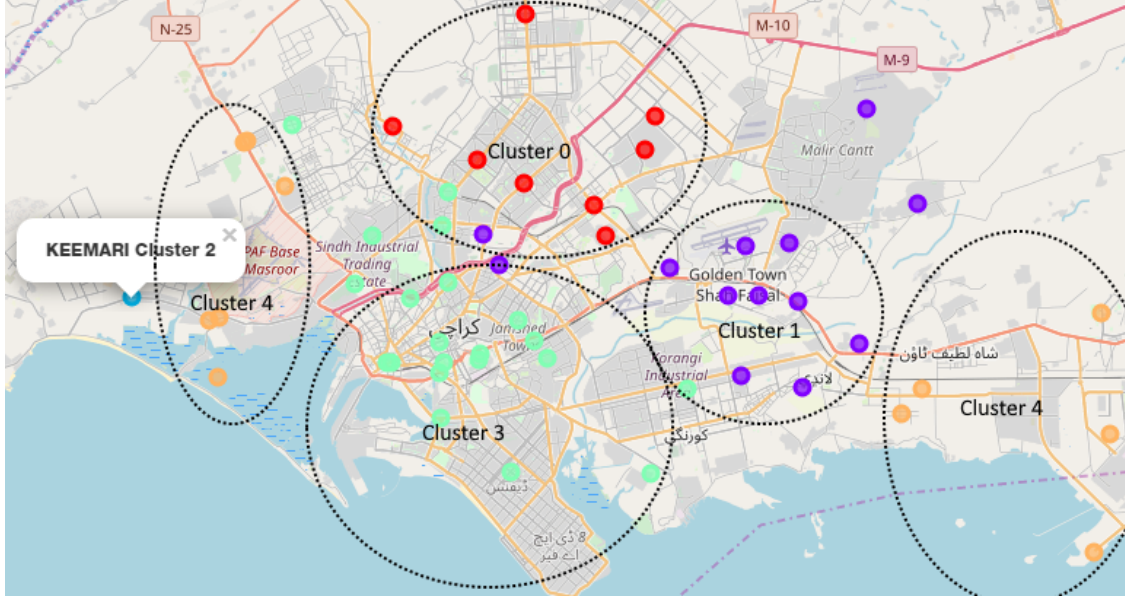 N-25
M-10
M-9
Cluster 0
Malir Cantt
KEEMARI Cluster 2
×
PAF Base
Masroor
Sindh Industrial
Trading
Estate
Cluster 4
Golden Town
Shah Faisal
Cluster 1
کراچی
Jamshed
Town
Korangi
Industrial
Area
شاہ لطیف ٹاؤن
لانڈی
Cluster 4
Cluster 3
کورنگی
ڈیفنس
8 ڈی ایچ
اے فیز